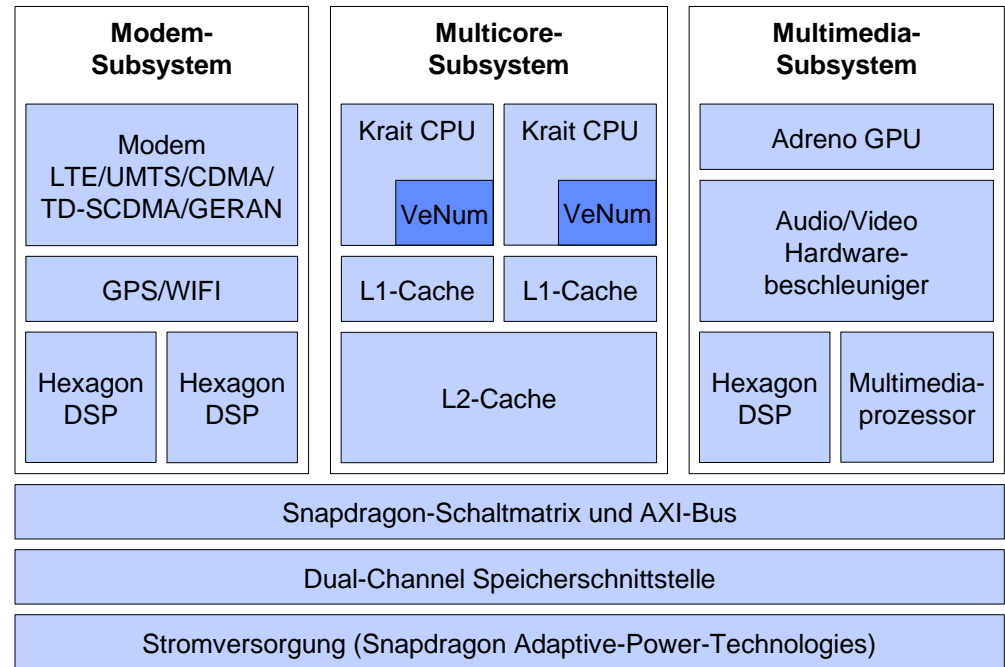 Modem-
Subsystem
Modem
LTE/UMTS/CDMA/
TD-SCDMA/GERAN
GPS/WIFI
Hexagon
DSP
Hexagon
DSP
Multicore-
Subsystem
Krait CPU
VeNum
Krait CPU
VeNum
L1-Cache
L1-Cache
L2-Cache
Multimedia-
Subsystem
Adreno GPU
Audio/Video
Hardware-
beschleuniger
Hexagon
DSP
Multimedia-
prozessor
Snapdragon-Schaltmatrix und AXI-Bus
Dual-Channel Speicherschnittstelle
Stromversorgung (Snapdragon Adaptive-Power-Technologies)